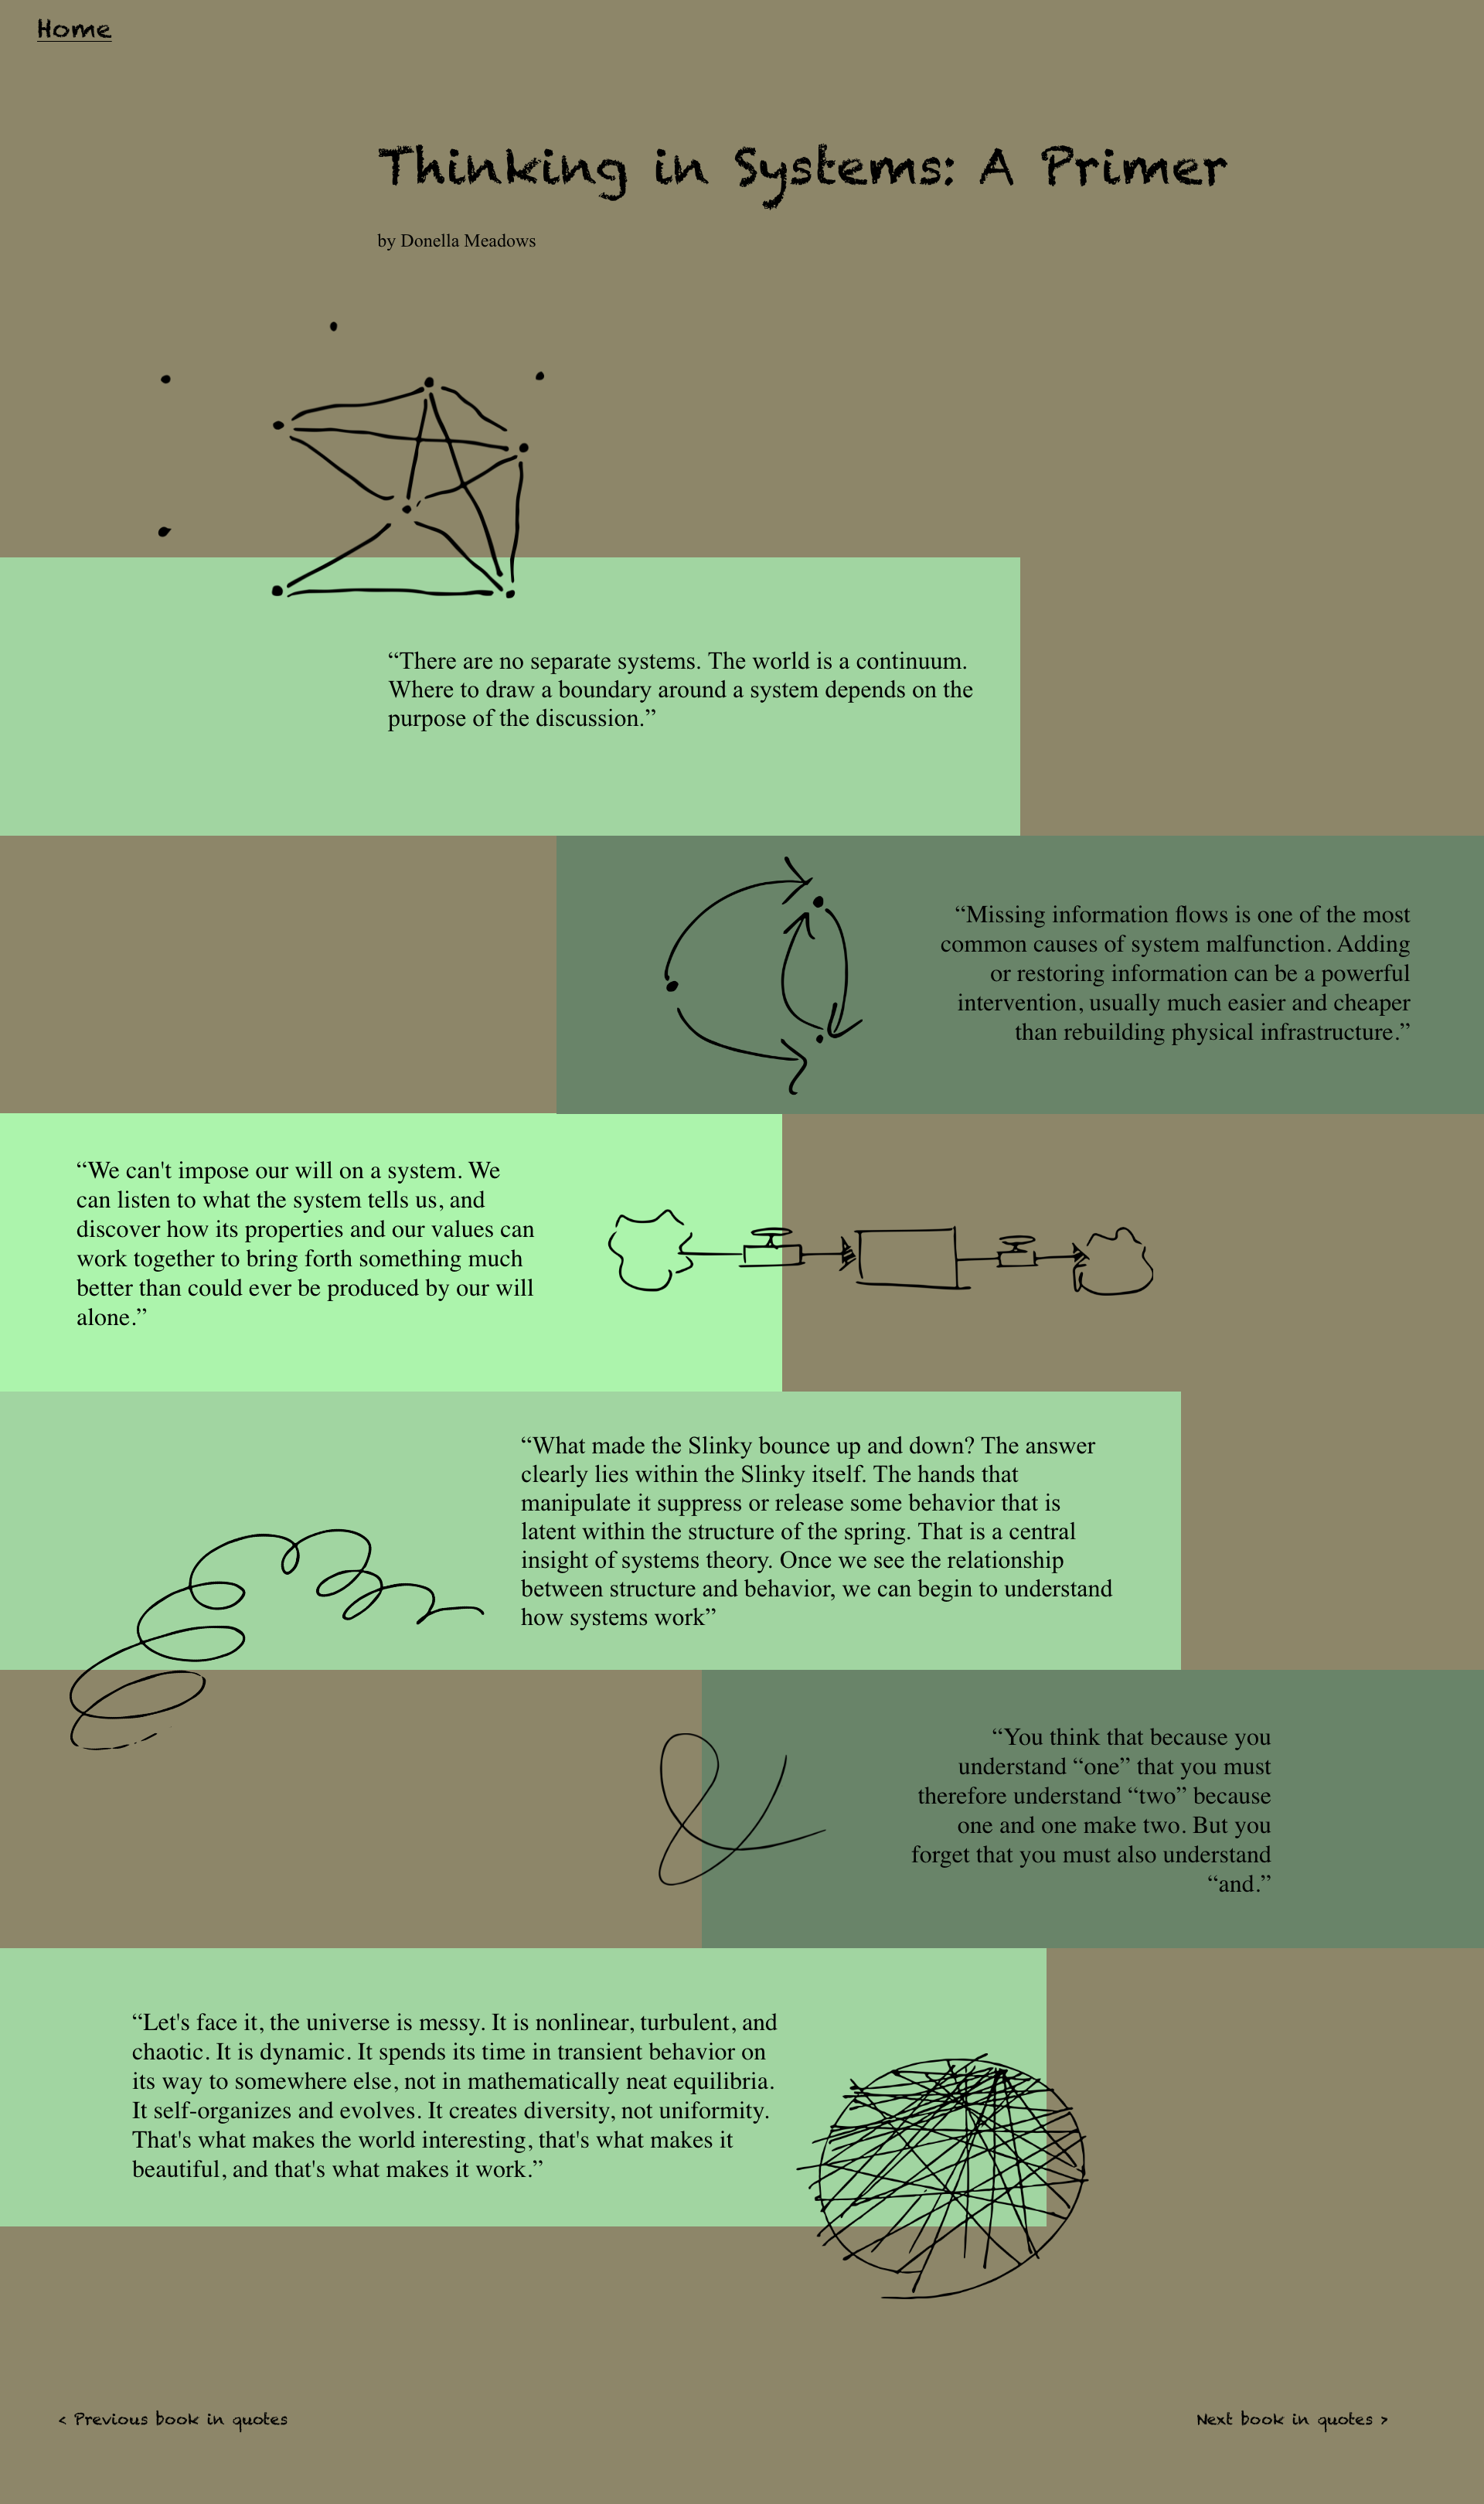 Home
Thinking in Systems: A Primer
by Donella Meadows
“There are no separate systems. The world is a continuum.
Where to draw a boundary around a system depends on the
purpose of the discussion.”
“Missing information flows is one of the most
common causes of system malfunction. Adding
or restoring information can be a powerful
intervention, usually much easier and cheaper
than rebuilding physical infrastructure.”
“We can't impose our will on a system. We
can listen to what the system tells us, and
discover how its properties and our values can
work together to bring forth something much
better than could ever be produced by our will
alone.”
“What made the Slinky bounce up and down? The answer
clearly lies within the Slinky itself. The hands that
manipulate it suppress or release some behavior that is
latent within the structure of the spring. That is a central
insight of systems theory. Once we see the relationship
between structure and behavior, we can begin to understand
how systems work”
“You think that because you
understand “one” that you must
therefore understand “two” because
one and one make two. But you
forget that you must also understand
“and.”
“Let's face it, the universe is messy. It is nonlinear, turbulent, and
chaotic. It is dynamic. It spends its time in transient behavior on
its way to somewhere else, not in mathematically neat equilibria.
It self-organizes and evolves. It creates diversity, not uniformity.
That's what makes the world interesting, that's what makes it
beautiful, and that's what makes it work.”
< Previous book in quotes
Next book in quotes >